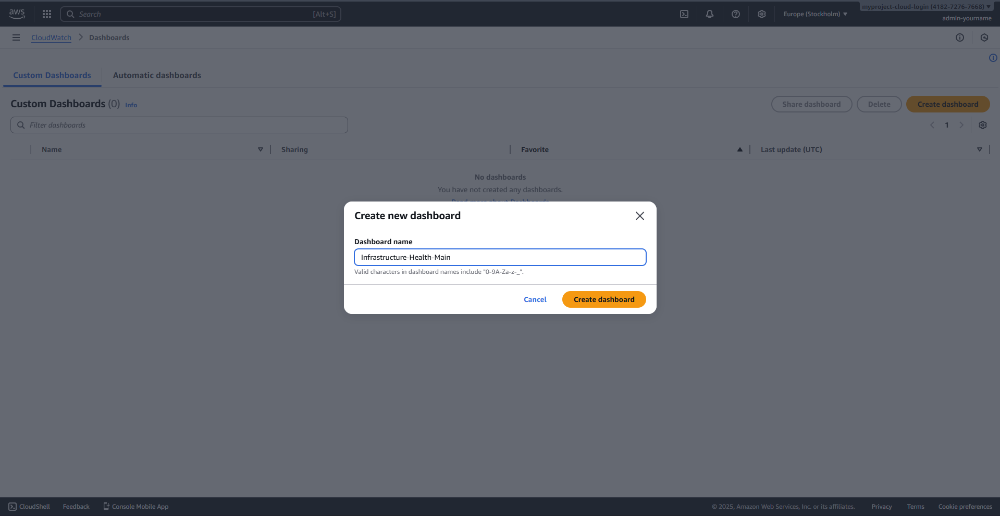 aws
Search [Alt+S]
Europe (Stockholm)
myproject-cloud-login (4182-7276-7668)
admin-yourname
CloudWatch
Dashboards
Custom Dashboards
Automatic dashboards
Custom Dashboards (0) Info
Share dashboard
Delete
Create dashboard
Filter dashboards
1
Name
Sharing
Favorite
Last update (UTC)
No dashboards
You have not created any dashboards.
Read more about Dashboards
Create new dashboard
Dashboard name
Infrastructure-Health-Main
Valid characters in dashboard names include "0-9A-Za-z-_".
Cancel
Create dashboard
CloudShell
Feedback
Console Mobile App
© 2025, Amazon Web Services, Inc. or its affiliates.
Privacy
Terms
Cookie preferences